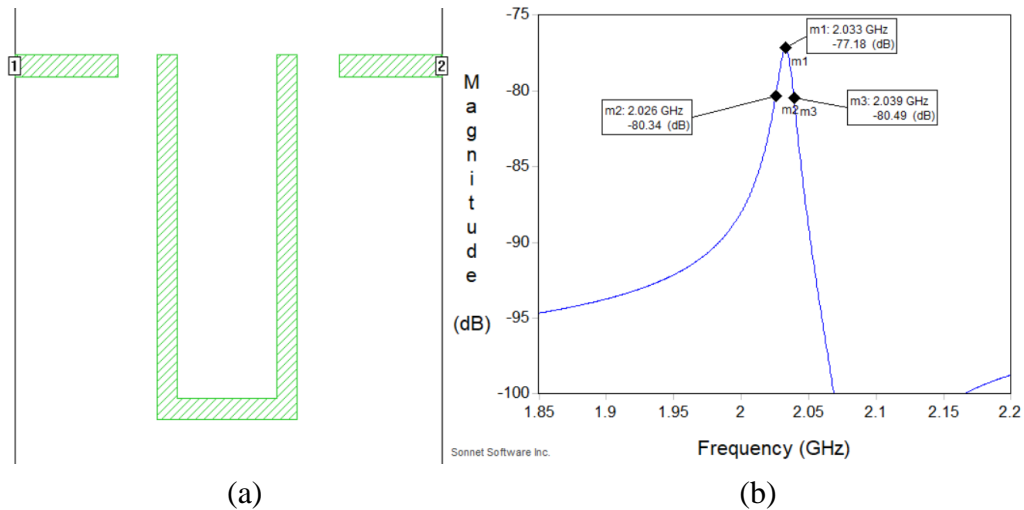 1
2
(a)
Magnitude
(dB)
-75
-80
-85
-90
-95
-100
m1: 2.033 GHz
-77.18 (dB)
m1
m2: 2.026 GHz
-80.34 (dB)
m2
m3
m3: 2.039 GHz
-80.49 (dB)
1.85
1.9
1.95
2
2.05
2.1
2.15
2.2
Sonnet Software Inc.
Frequency (GHz)
(b)